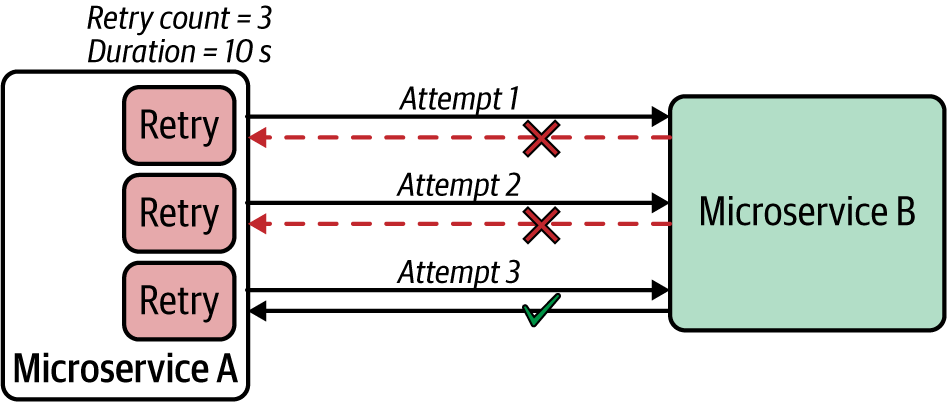 Retry count = 3
Duration = 10 s
Retry
Attempt 1
Retry
Attempt 2
Microservice B
Retry
Attempt 3
Microservice A